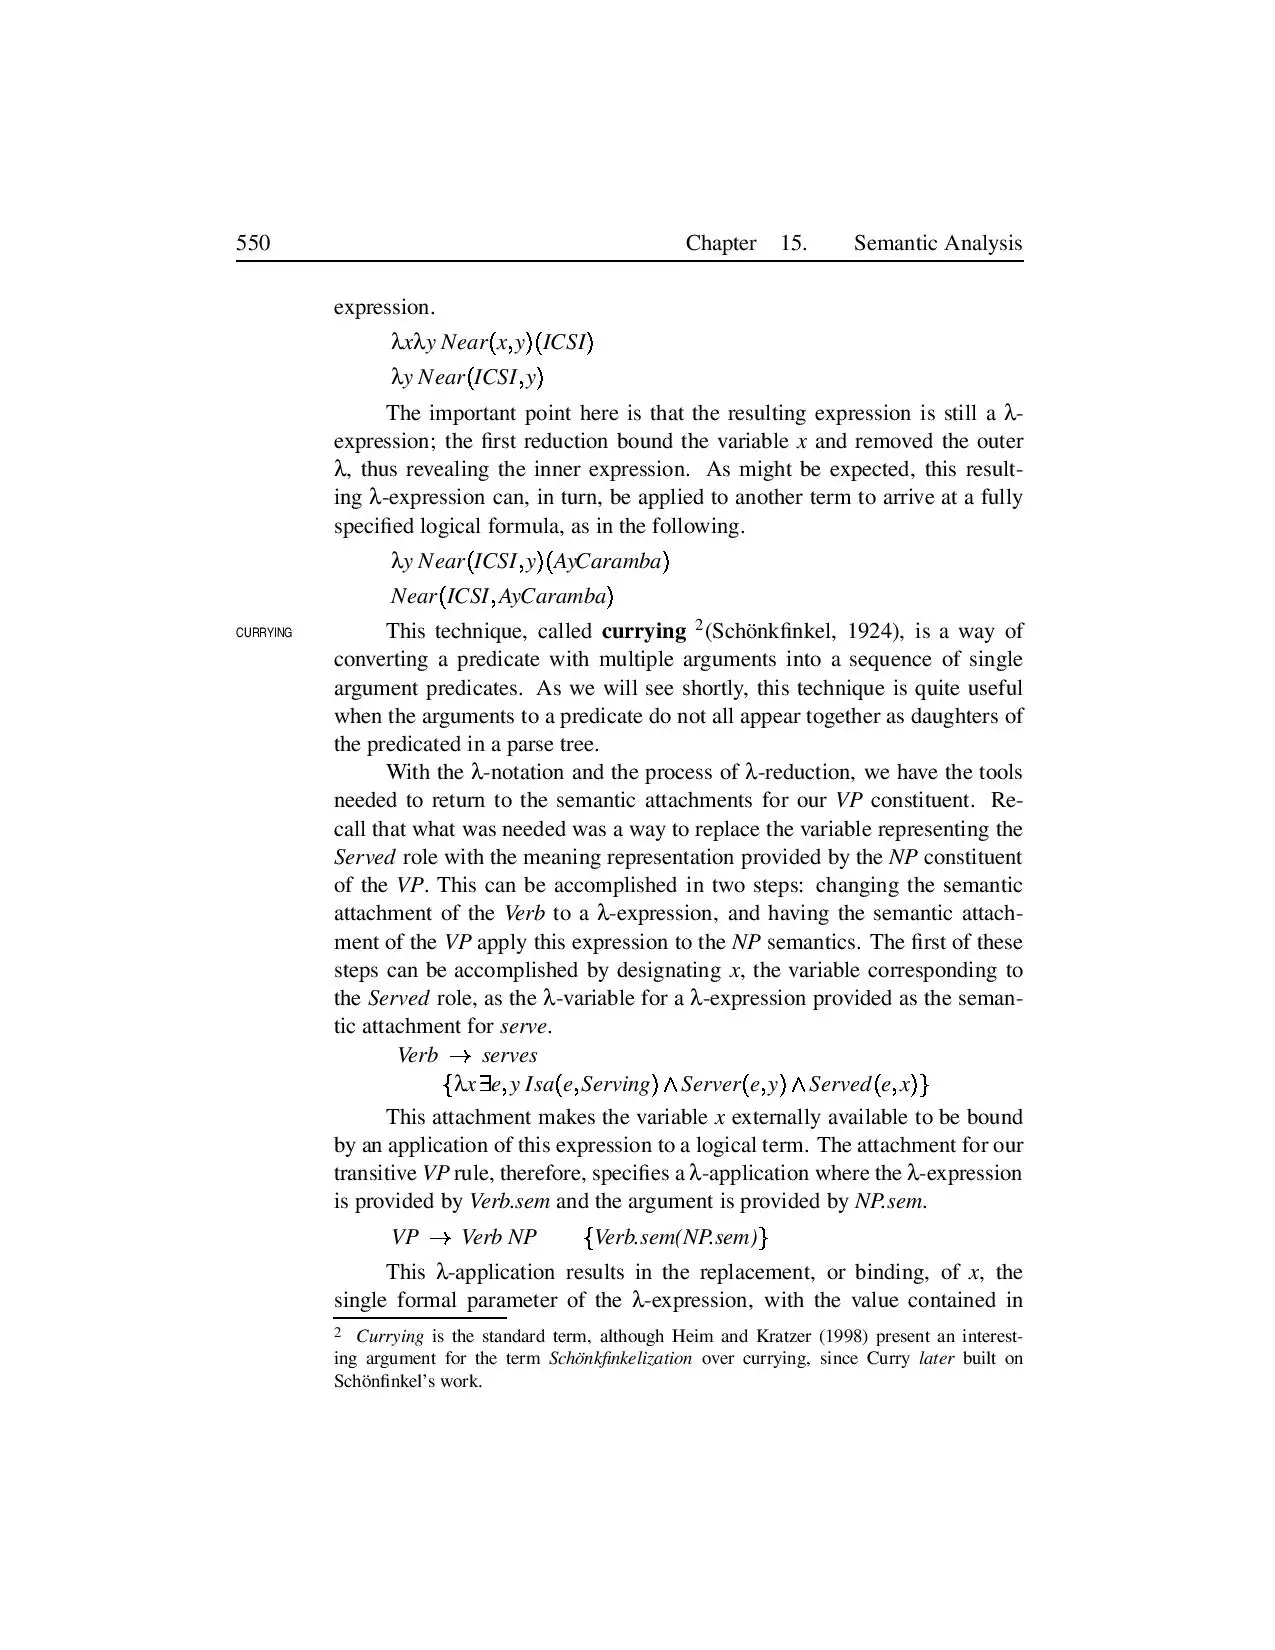 550 Chapter 15. Semantic Analysis
expression.
λxλy Near(x,y)(ICSI)
λy Near(ICSI,y)
The important point here is that the resulting expression is still a λ-
expression; the first reduction bound the variable x and removed the outer
λ, thus revealing the inner expression. As might be expected, this result-
ing λ-expression can, in turn, be applied to another term to arrive at a fully
specified logical formula, as in the following.
λy Near(ICSI,y)(AyCaramba)
Near(ICSI,AyCaramba)
CURRYING This technique, called currying ²(Schönkfinkel, 1924), is a way of
converting a predicate with multiple arguments into a sequence of single
argument predicates. As we will see shortly, this technique is quite useful
when the arguments to a predicate do not all appear together as daughters of
the predicated in a parse tree.
With the λ-notation and the process of λ-reduction, we have the tools
needed to return to the semantic attachments for our VP constituent. Re-
call that what was needed was a way to replace the variable representing the
Served role with the meaning representation provided by the NP constituent
of the VP. This can be accomplished in two steps: changing the semantic
attachment of the Verb to a λ-expression, and having the semantic attach-
ment of the VP apply this expression to the NP semantics. The first of these
steps can be accomplished by designating x, the variable corresponding to
the Served role, as the λ-variable for a λ-expression provided as the seman-
tic attachment for serve.
Verb → serves
{λx ∃e,y Isa(e,Serving) ∧ Server(e,y) ∧ Served(e,x)}
This attachment makes the variable x externally available to be bound
by an application of this expression to a logical term. The attachment for our
transitive VP rule, therefore, specifies a λ-application where the λ-expression
is provided by Verb.sem and the argument is provided by NP.sem.
VP → Verb NP {Verb.sem(NP.sem)}
This λ-application results in the replacement, or binding, of x, the
single formal parameter of the λ-expression, with the value contained in
² Currying is the standard term, although Heim and Kratzer (1998) present an interest-
ing argument for the term Schönkfinkelization over currying, since Curry later built on
Schönfinkel's work.